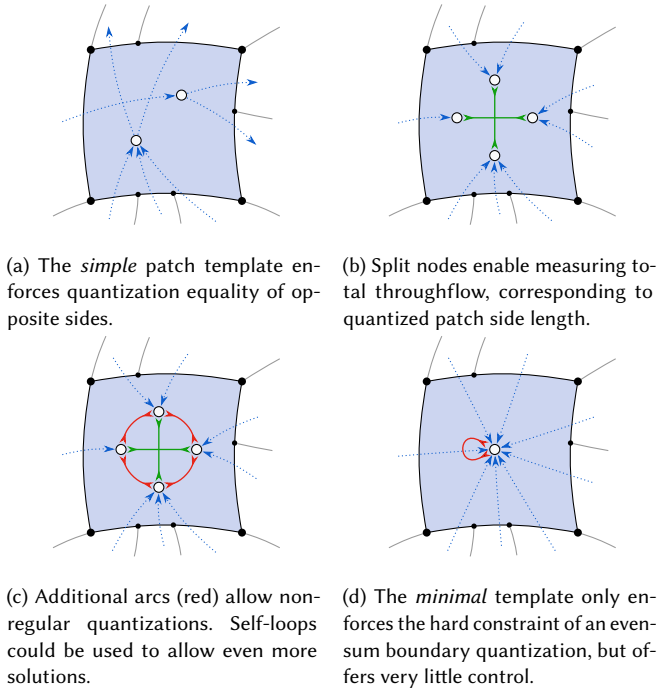 (a) The simple patch template en-
forces quantization equality of op-
posite sides.
(b) Split nodes enable measuring to-
tal throughflow, corresponding to
quantized patch side length.
(c) Additional arcs (red) allow non-
regular quantizations. Self-loops
could be used to allow even more
solutions.
(d) The minimal template only en-
forces the hard constraint of an even-
sum boundary quantization, but of-
fers very little control.